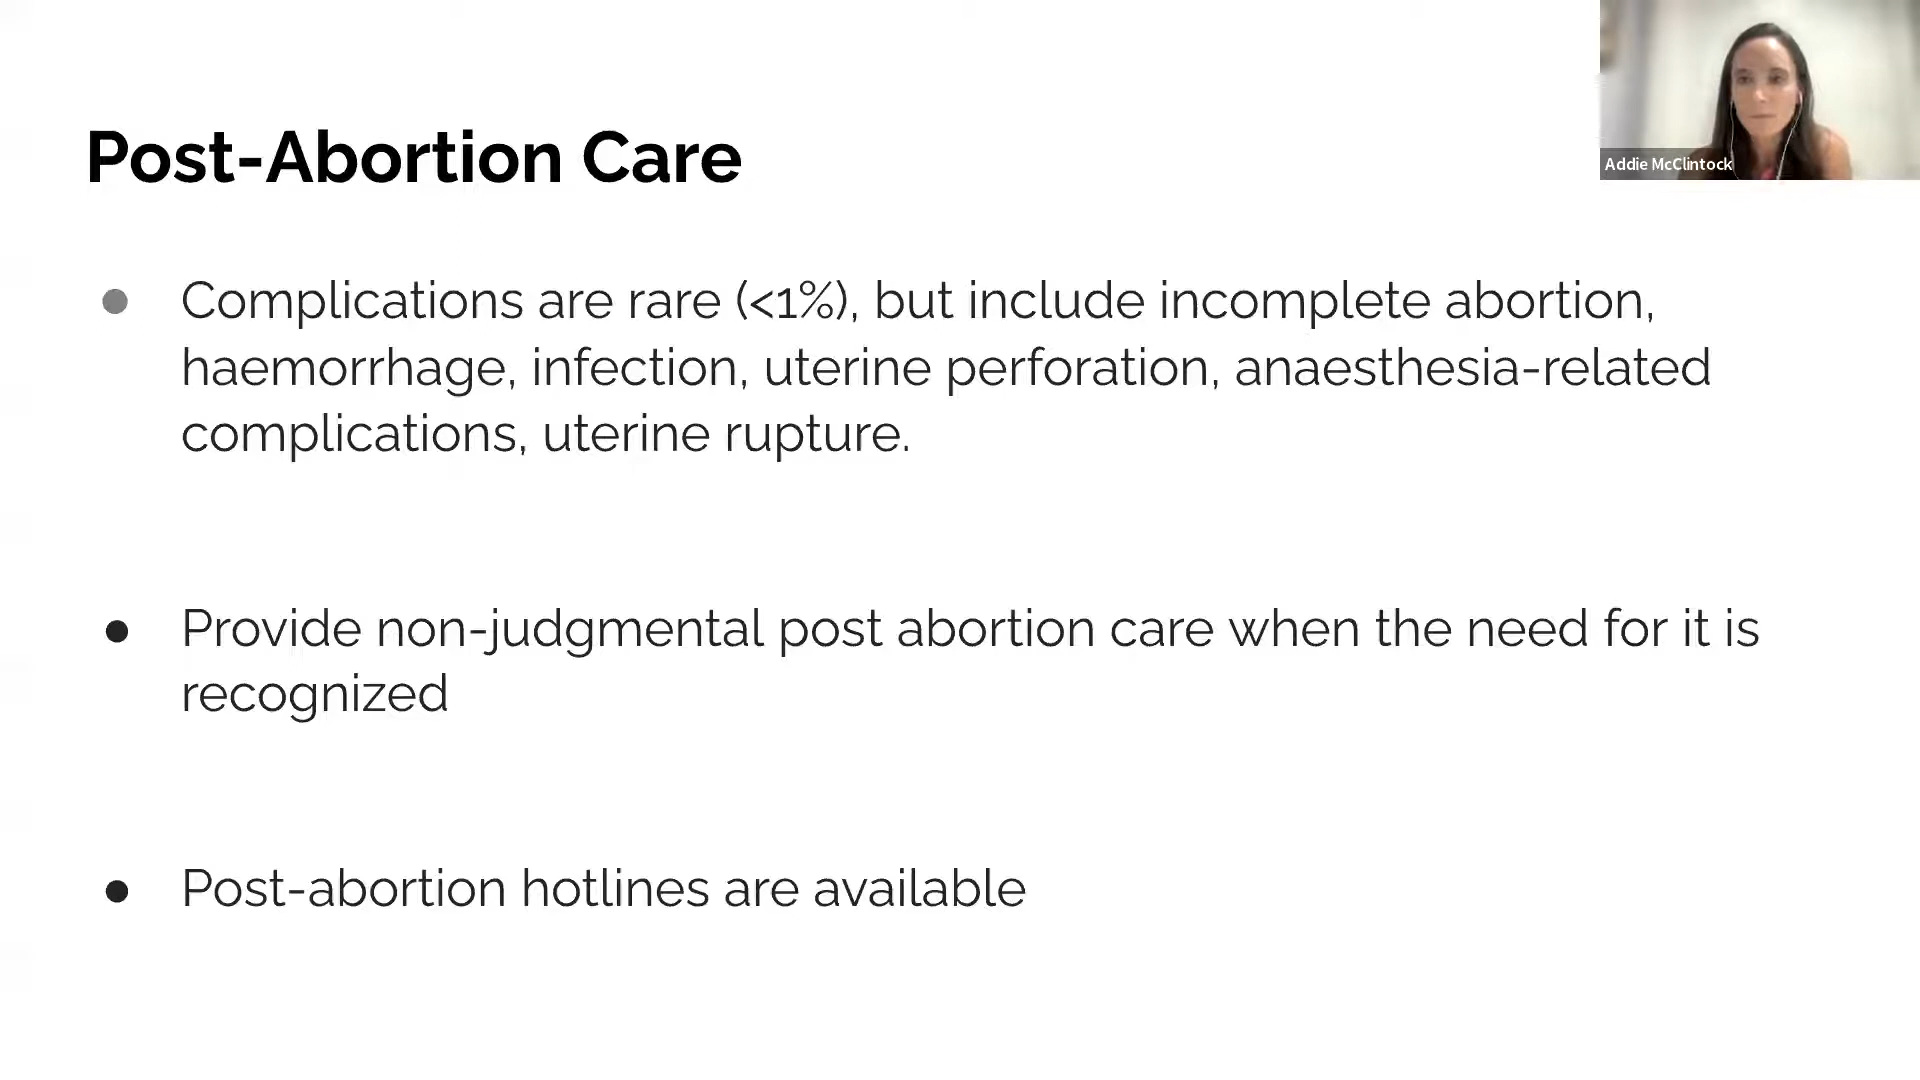 Post-Abortion Care
Addie McClintock
● Complications are rare (<1%), but include incomplete abortion,
haemorrhage, infection, uterine perforation, anaesthesia-related
complications, uterine rupture.
● Provide non-judgmental post abortion care when the need for it is
recognized
● Post-abortion hotlines are available